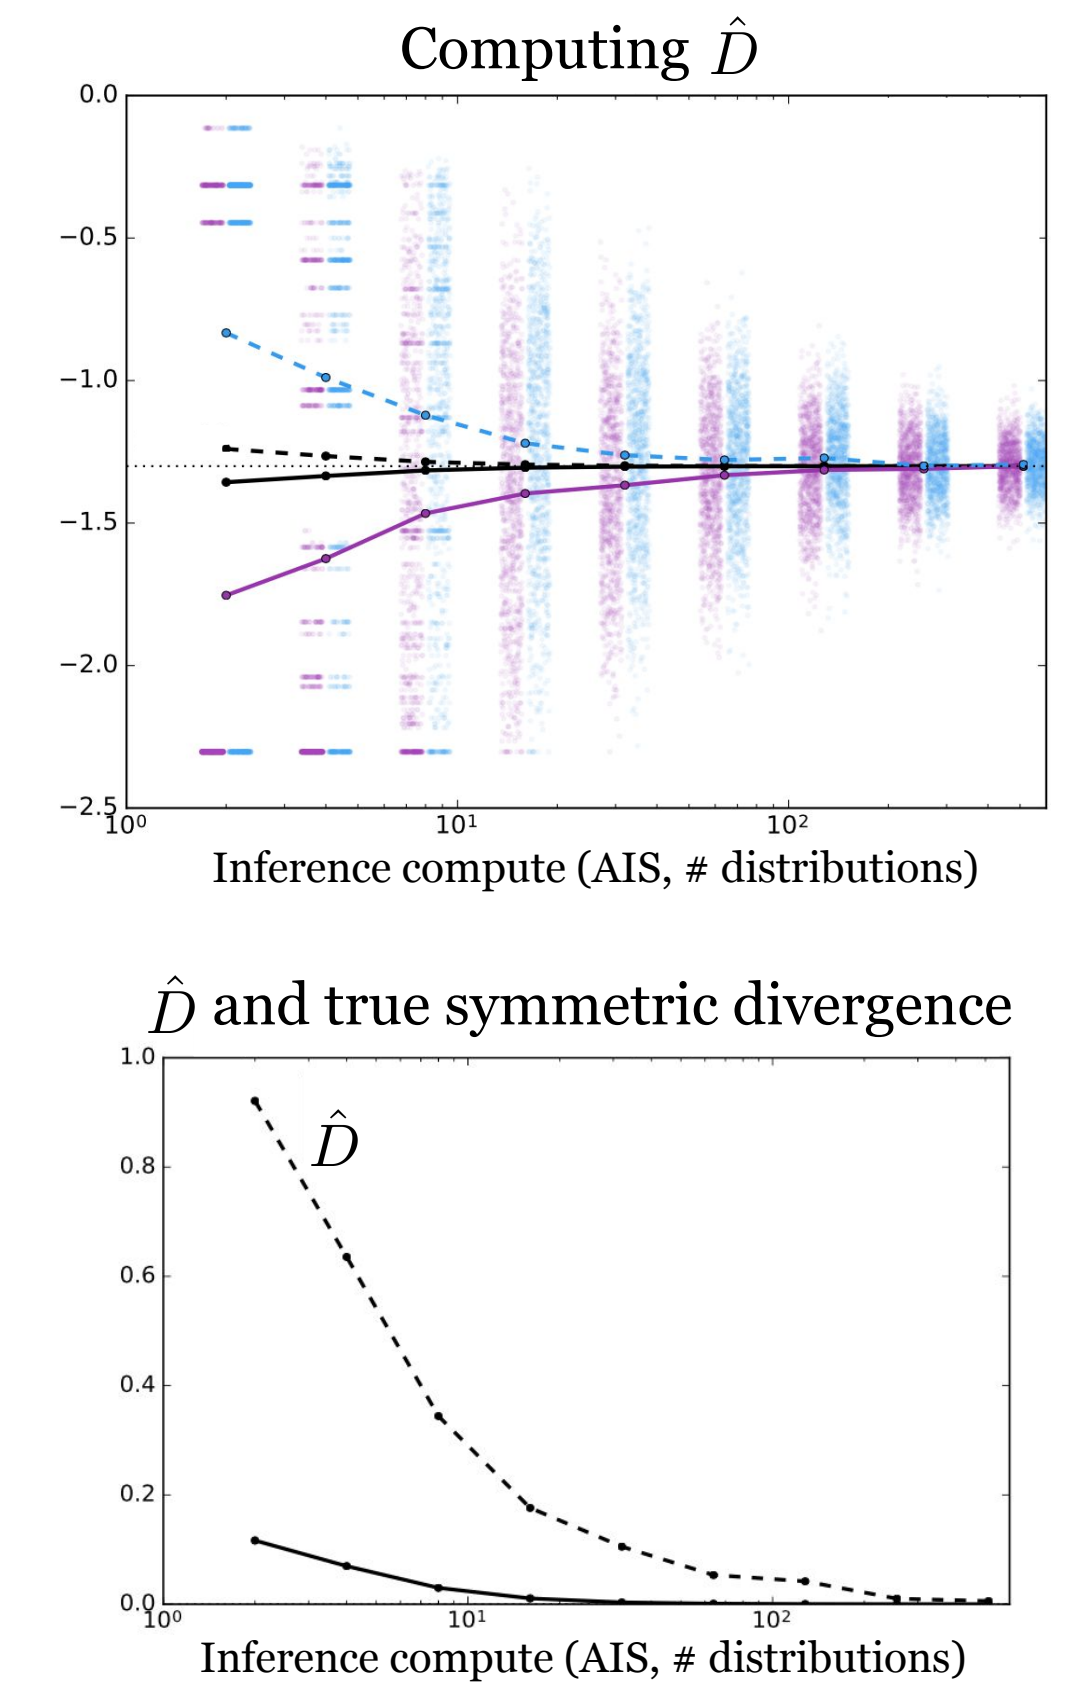 Computing D̂
0.0
−0.5
−1.0
−1.5
−2.0
−2.5
10⁰ 10¹ 10²
Inference compute (AIS, # distributions)
D̂ and true symmetric divergence
1.0
D̂
0.8
0.6
0.4
0.2
0.0
10⁰ 10¹ 10²
Inference compute (AIS, # distributions)